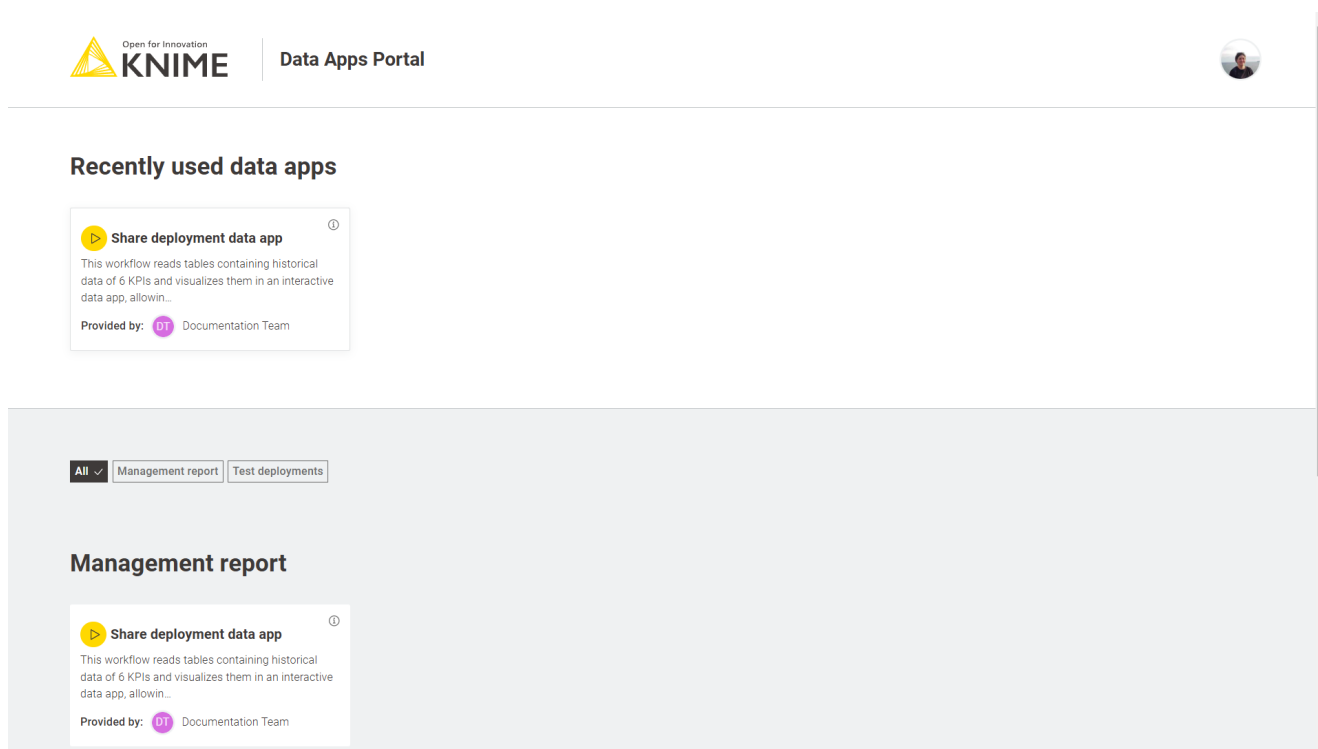 Open for Innovation
KNIME
Data Apps Portal
Recently used data apps
Share deployment data app
This workflow reads tables containing historical
data of 6 KPIs and visualizes them in an interactive
data app, allowin...
Provided by: DT Documentation Team
All Management report Test deployments
Management report
Share deployment data app
This workflow reads tables containing historical
data of 6 KPIs and visualizes them in an interactive
data app, allowin...
Provided by: DT Documentation Team